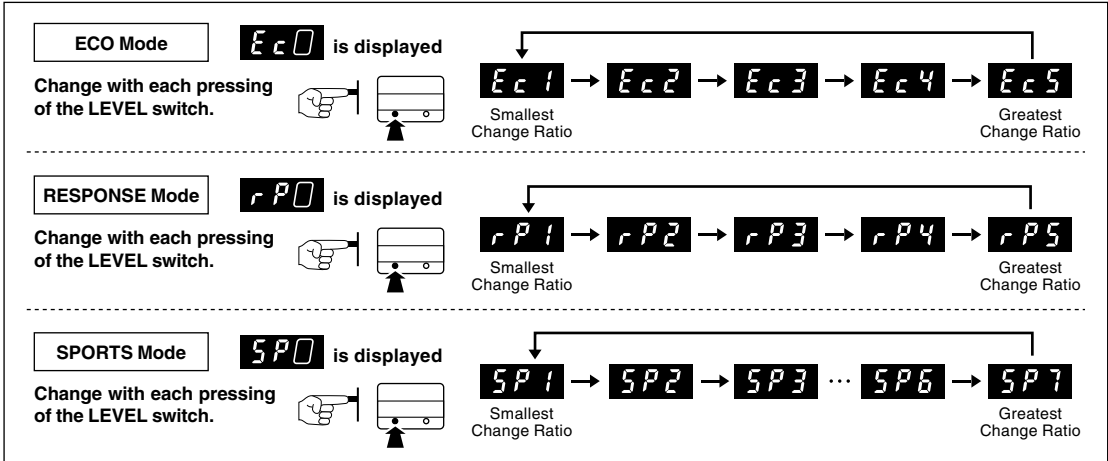 ECO Mode Ec0 is displayed
Change with each pressing
of the LEVEL switch.
Ec1 → Ec2 → Ec3 → Ec4 → Ec5
Smallest Greatest
Change Ratio Change Ratio
RESPONSE Mode rP0 is displayed
Change with each pressing
of the LEVEL switch.
rP1 → rP2 → rP3 → rP4 → rP5
Smallest Greatest
Change Ratio Change Ratio
SPORTS Mode SP0 is displayed
Change with each pressing
of the LEVEL switch.
SP1 → SP2 → SP3 ··· SP6 → SP7
Smallest Greatest
Change Ratio Change Ratio